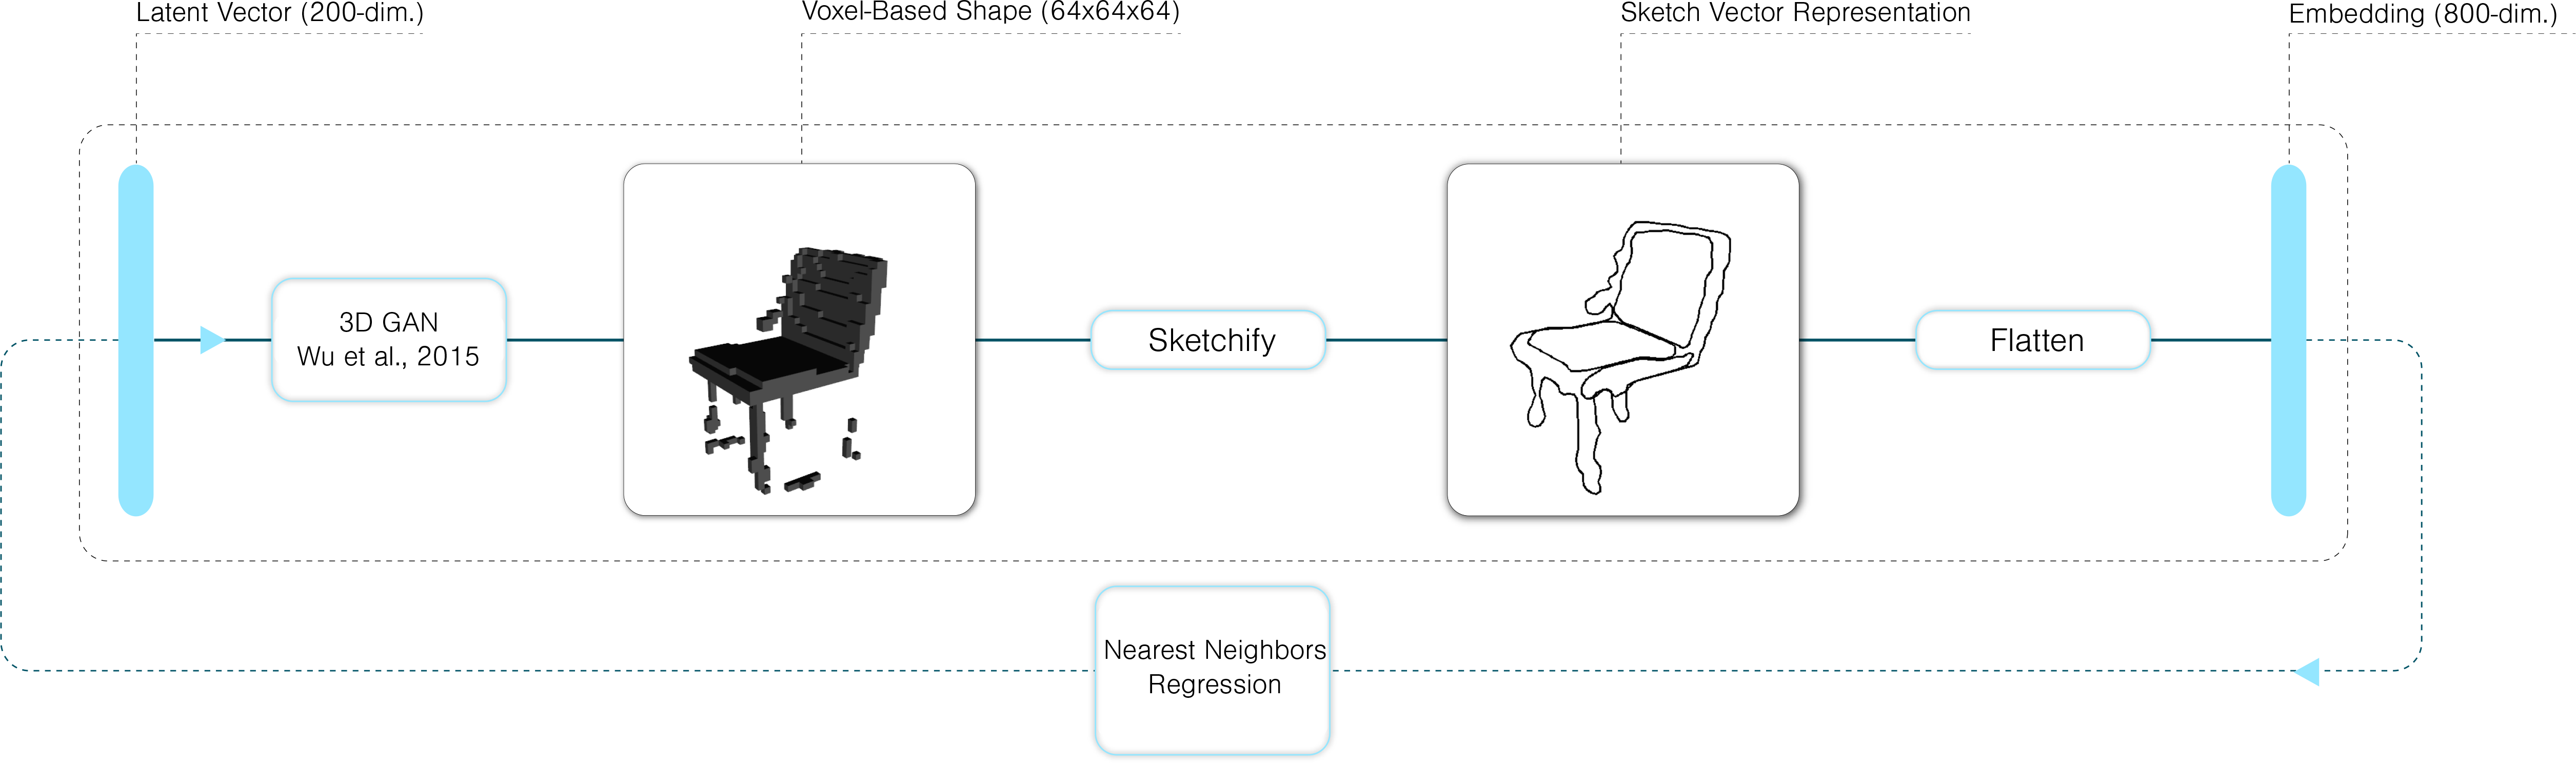 Latent Vector (200-dim.)
Voxel-Based Shape (64x64x64)
Sketch Vector Representation
Embedding (800-dim.)
3D GAN
Wu et al., 2015
Sketchify
Flatten
Nearest Neighbors
Regression